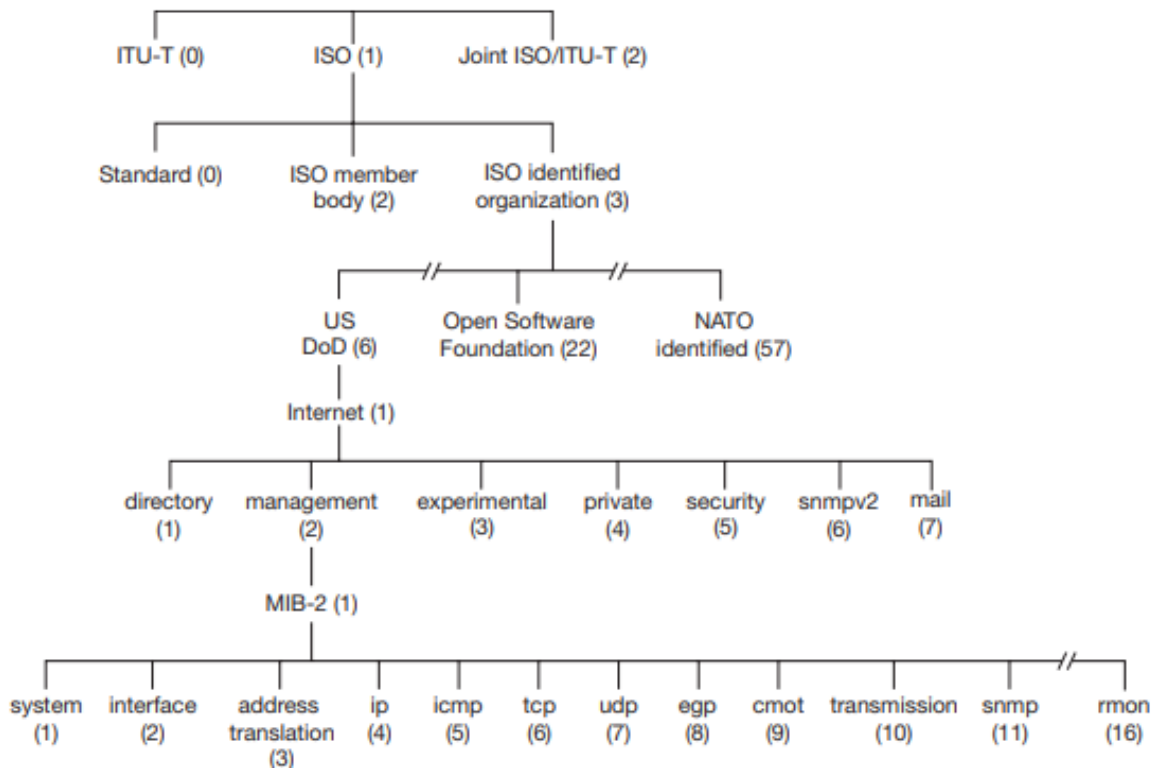 ITU-T (0) ISO (1) Joint ISO/ITU-T (2)
Standard (0) ISO member ISO identified
body (2) organization (3)
US Open Software NATO
DoD (6) Foundation (22) identified (57)
Internet (1)
directory management experimental private security snmpv2 mail
(1) (2) (3) (4) (5) (6) (7)
MIB-2 (1)
system interface address ip icmp tcp udp egp cmot transmission snmp rmon
(1) (2) translation (4) (5) (6) (7) (8) (9) (10) (11) (16)
(3)